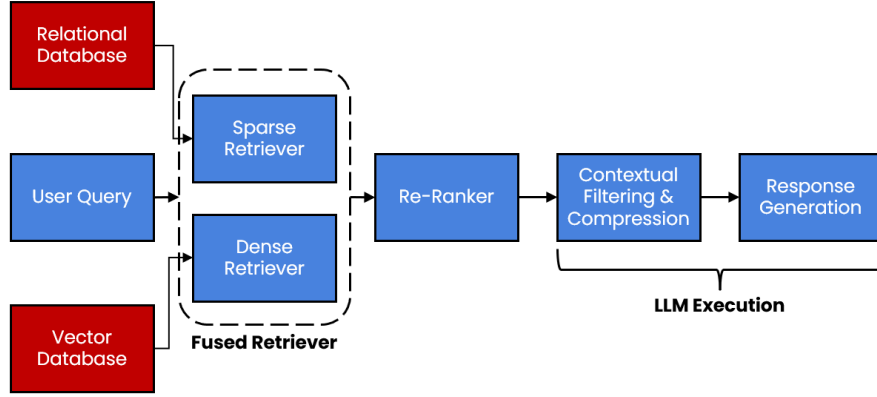 Relational
Database
User Query
Vector
Database
Sparse
Retriever
Dense
Retriever
Fused Retriever
Re-Ranker
Contextual
Filtering &
Compression
Response
Generation
LLM Execution